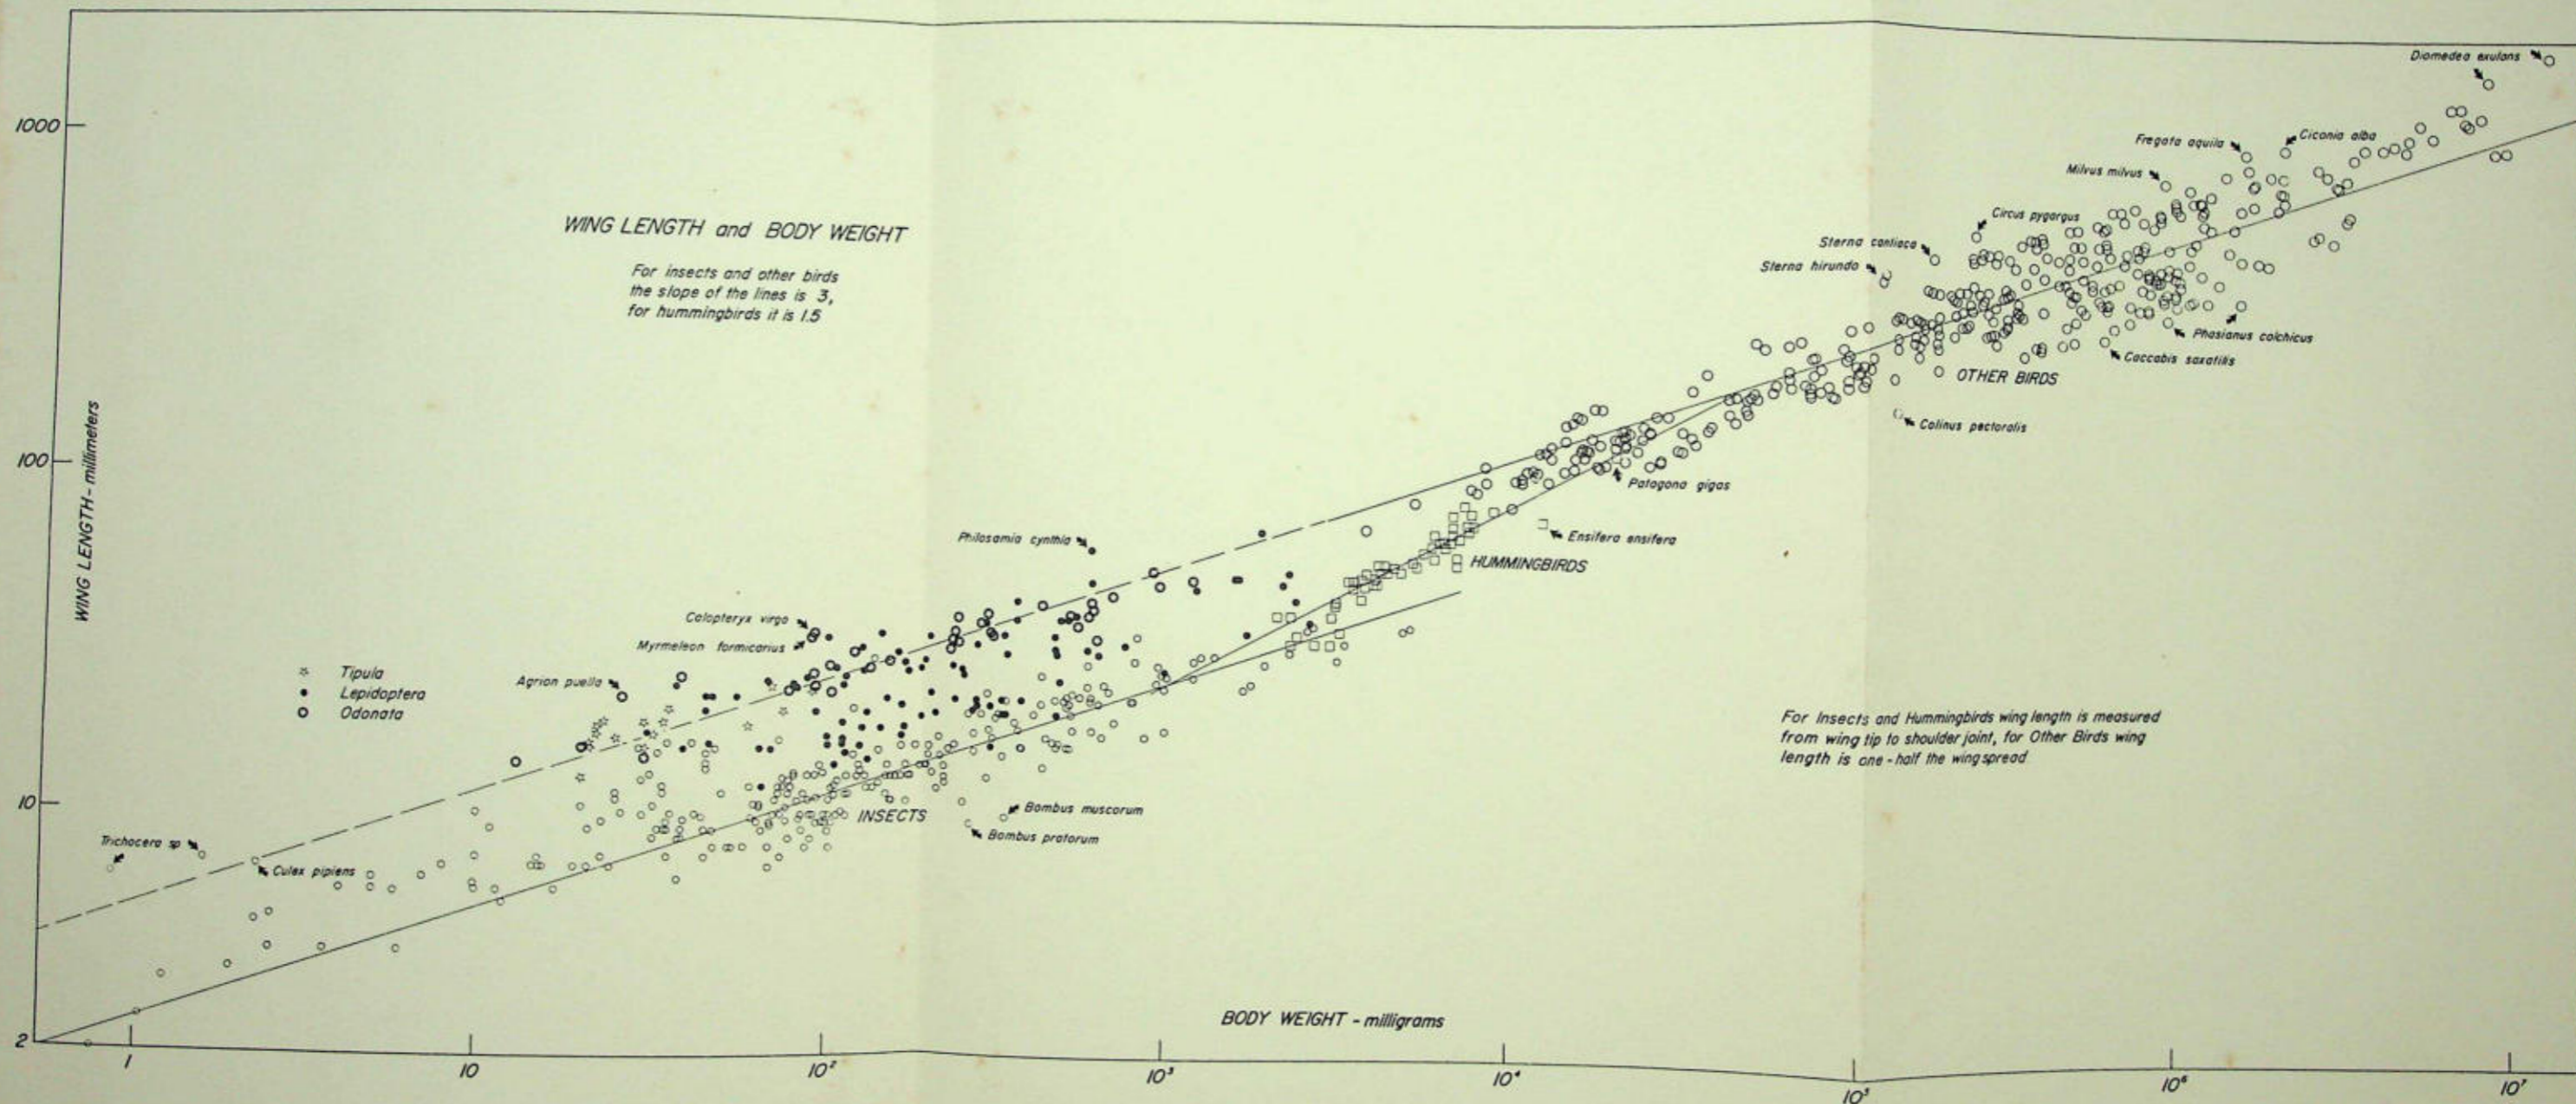 Diomedea exulans
1000
Fregata aquila
Ciconia alba
Milvus milvus
WING LENGTH and BODY WEIGHT
Circus pygargus
Sterna cantiaca
Sterna hirundo
For insects and other birds
the slope of the lines is 3,
for hummingbirds it is 1.5
Phasianus colchicus
Caccabis saxatilis
OTHER BIRDS
Colinus pectoralis
100
WING LENGTH - millimeters
Patagona gigas
Philosamia cynthia
Ensifera ensifera
HUMMINGBIRDS
Calopteryx virgo
Myrmeleon formicarius
Agrion puella
Tipula
Lepidoptera
Odonata
For Insects and Hummingbirds wing length is measured
from wing tip to shoulder joint, for Other Birds wing
length is one-half the wingspread
10
Bombus muscorum
INSECTS
Bombus pratorum
Trichocera sp
Culex pipiens
BODY WEIGHT - milligrams
2
1 10 10² 10³ 10⁴ 10⁵ 10⁶ 10⁷